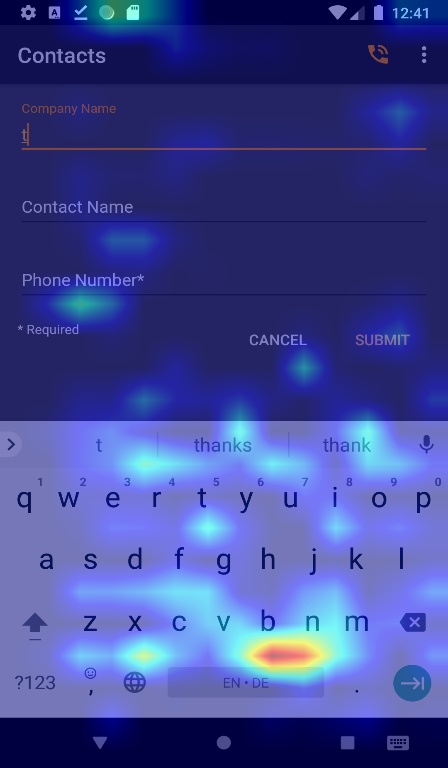 12:41
Contacts
Company Name
t
Contact Name
Phone Number*
* Required
CANCEL SUBMIT
t thanks thank
1 2 3 4 5 6 7 8 9 0
q w e r t y u i o p
a s d f g h j k l
z x c v b n m
?123 , EN • DE .